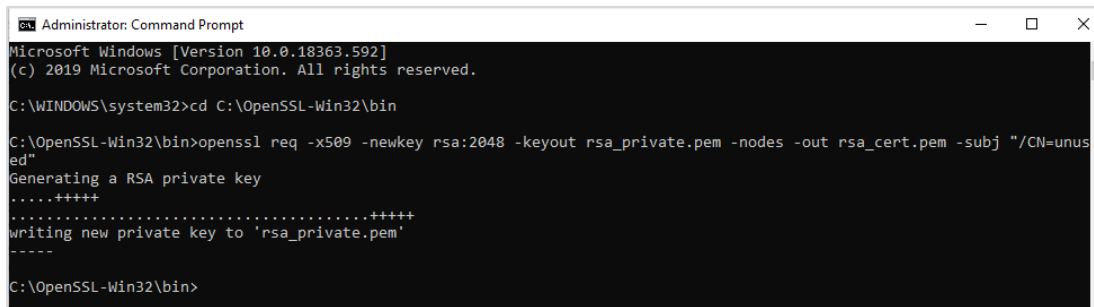 Administrator: Command Prompt
Microsoft Windows [Version 10.0.18363.592]
(c) 2019 Microsoft Corporation. All rights reserved.
C:\WINDOWS\system32>cd C:\OpenSSL-Win32\bin
C:\OpenSSL-Win32\bin>openssl req -x509 -newkey rsa:2048 -keyout rsa_private.pem -nodes -out rsa_cert.pem -subj "/CN=unus
ed"
Generating a RSA private key
.....+++++
........................................+++++
writing new private key to 'rsa_private.pem'
-----
C:\OpenSSL-Win32\bin>